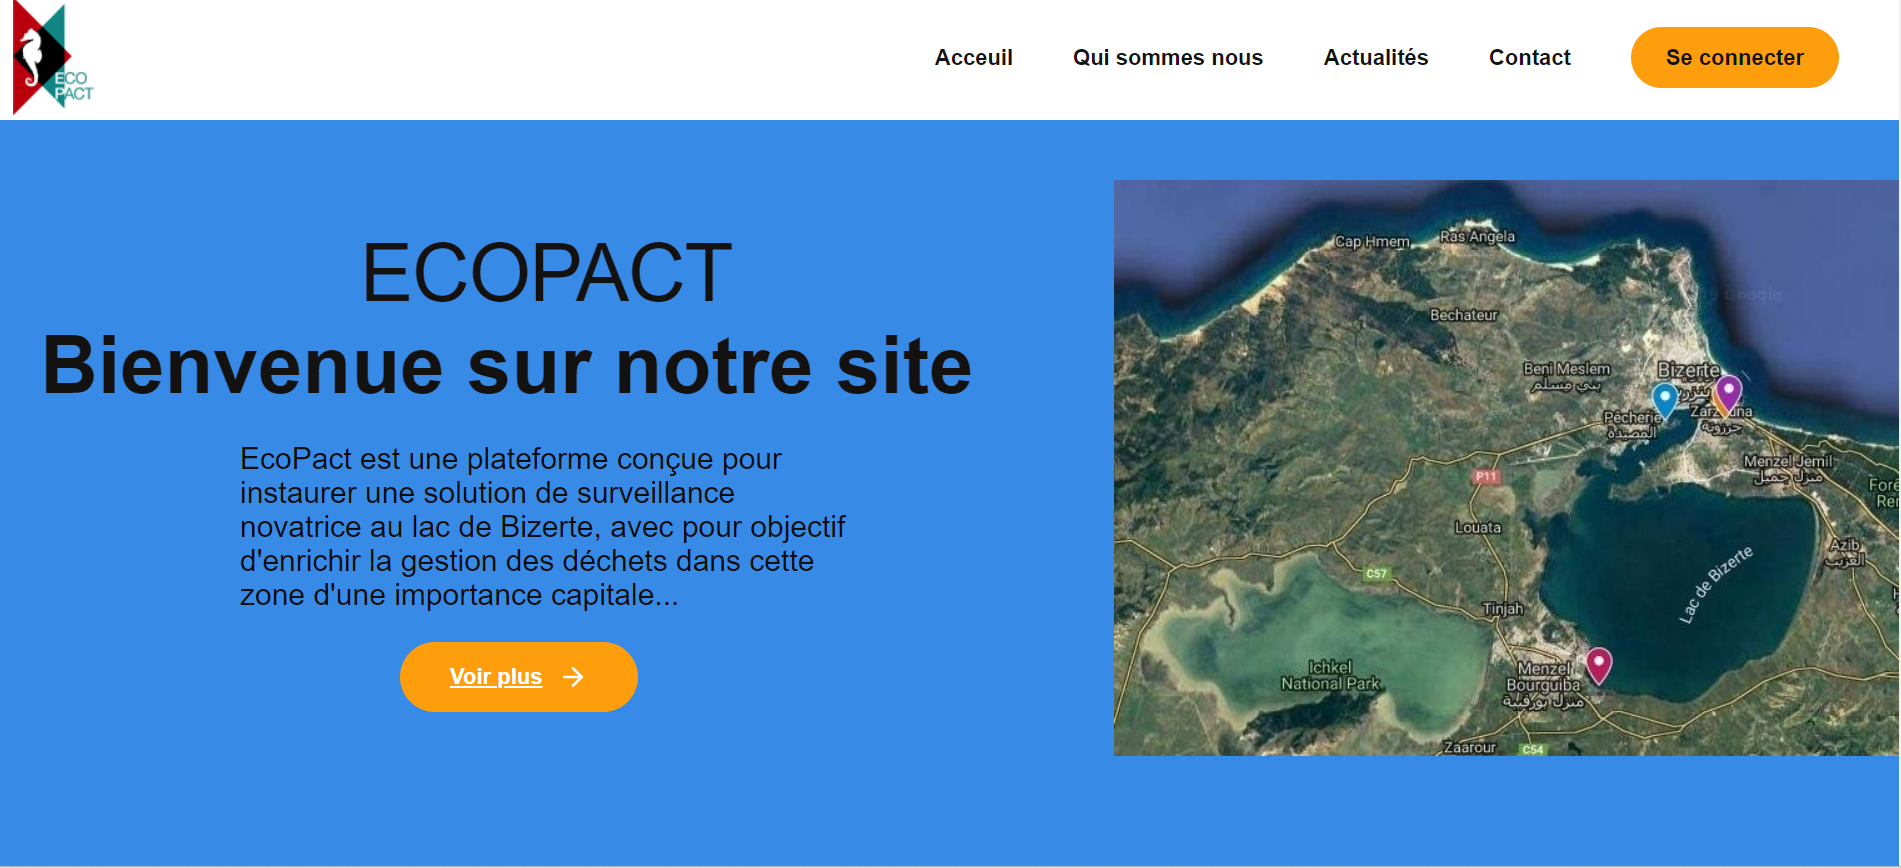 ECO
PACT
Acceuil
Qui sommes nous
Actualités
Contact
Se connecter
ECOPACT
Bienvenue sur notre site
EcoPact est une plateforme conçue pour
instaurer une solution de surveillance
novatrice au lac de Bizerte, avec pour objectif
d'enrichir la gestion des déchets dans cette
zone d'une importance capitale...
Voir plus
Cap Hmem
Ras Angela
Google
Bechateur
Beni Meslem
بني مسلم
Bizerte
Pêcherie
المصيدة
جرزونة
Menzel Jemil
منزل جميل
P11
Louata
Azib
العزيب
C57
Lac de Bizerte
Tinjah
Ichkel
National Park
Menzel
Bourguiba
منزل بورقيبة
Zaarour
C54